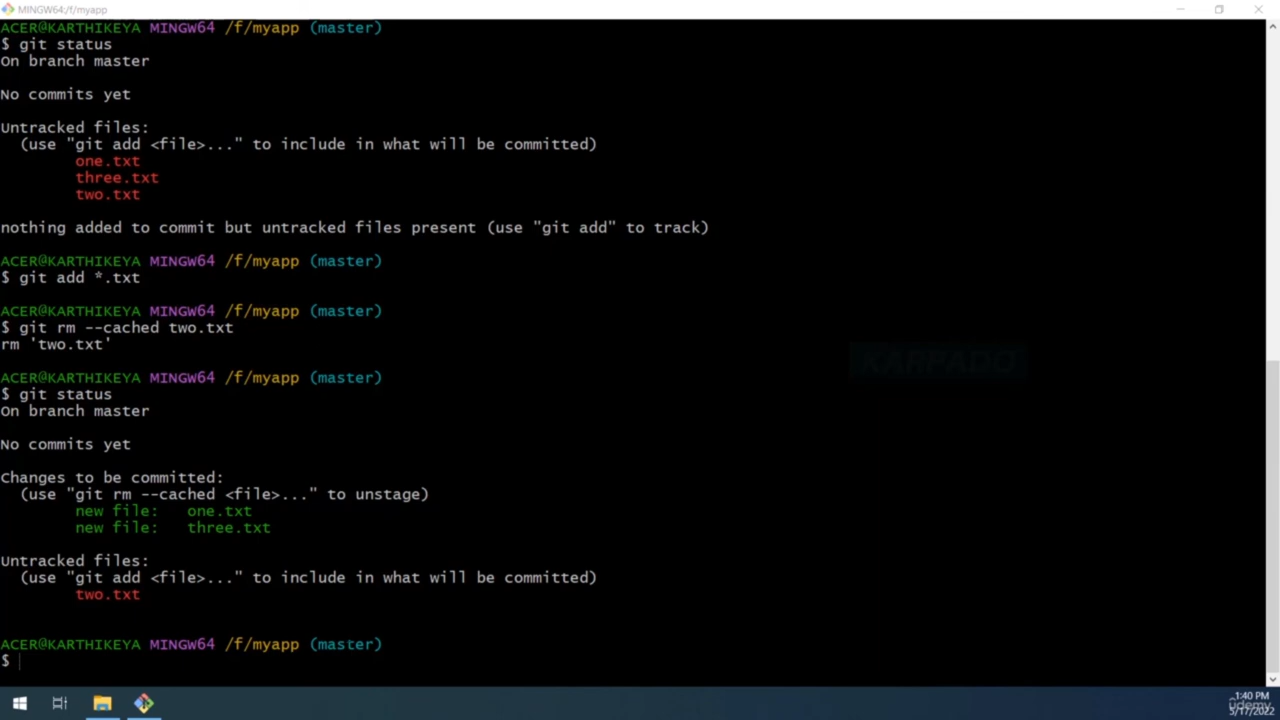 MINGW64:/f/myapp
ACER@KARTHIKEYA MINGW64 /f/myapp (master)
$ git status
On branch master
No commits yet
Untracked files:
(use "git add <file>..." to include in what will be committed)
one.txt
three.txt
two.txt
nothing added to commit but untracked files present (use "git add" to track)
ACER@KARTHIKEYA MINGW64 /f/myapp (master)
$ git add *.txt
ACER@KARTHIKEYA MINGW64 /f/myapp (master)
$ git rm --cached two.txt
rm 'two.txt'
ACER@KARTHIKEYA MINGW64 /f/myapp (master)
$ git status
On branch master
No commits yet
Changes to be committed:
(use "git rm --cached <file>..." to unstage)
new file:   one.txt
new file:   three.txt
Untracked files:
(use "git add <file>..." to include in what will be committed)
two.txt
ACER@KARTHIKEYA MINGW64 /f/myapp (master)
$
KARPADO
1:40 PM
5/17/2022
udemy